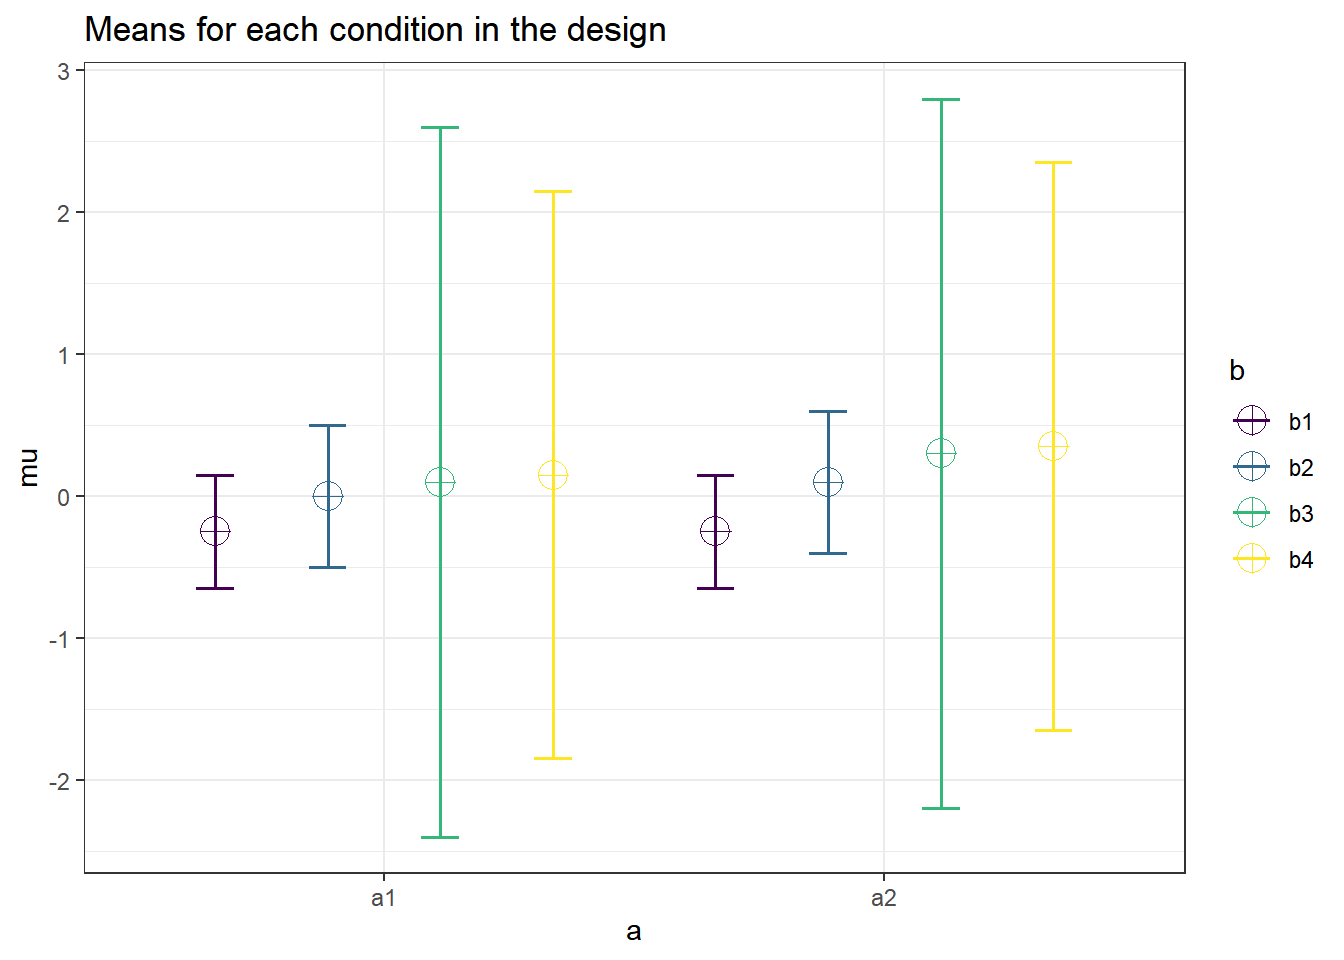 Means for each condition in the design
3
2
1
0
-1
-2
mu
a1
a2
a
b
b1
b2
b3
b4